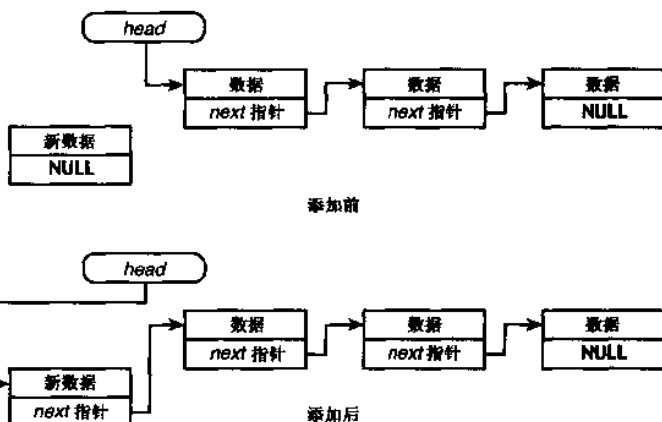 head
数据 数据 数据
next 指针 next 指针 NULL
新数据
NULL
添加前
head
数据 数据 数据
next 指针 next 指针 NULL
新数据
next 指针
添加后